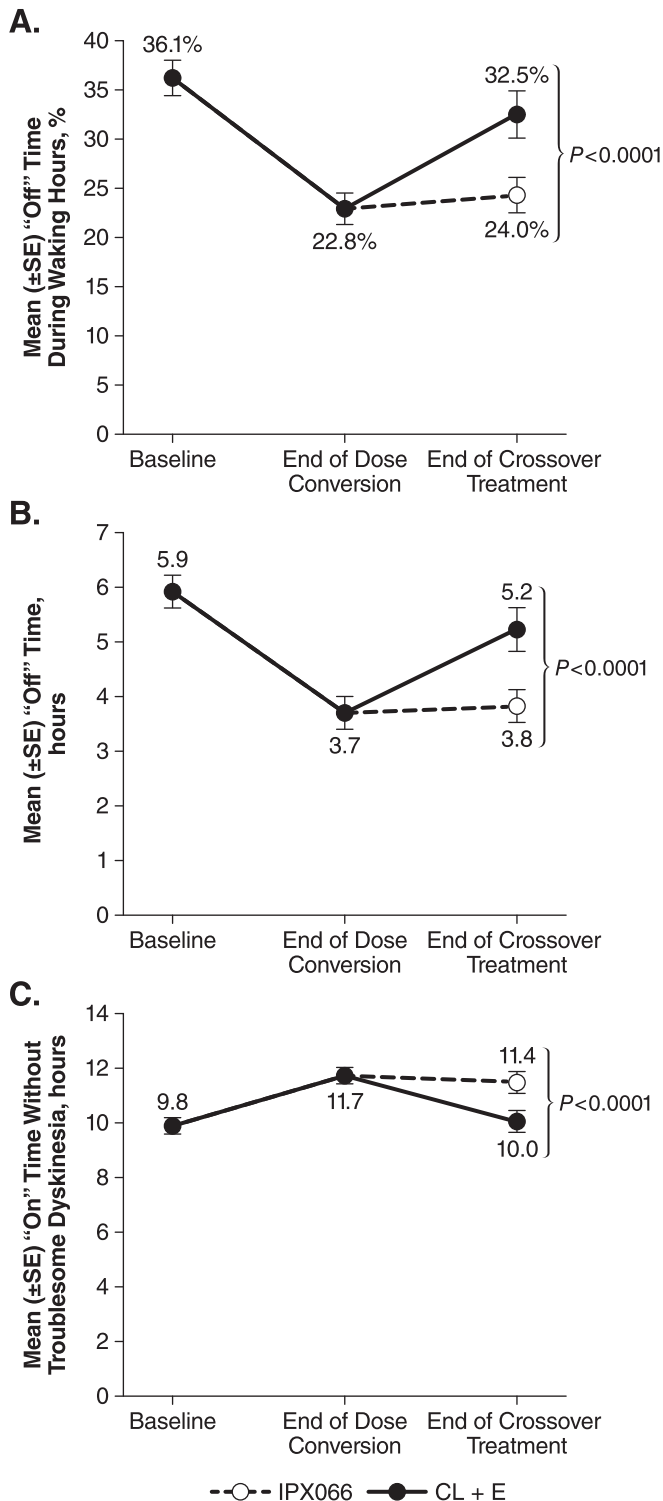 A.
Mean (±SE) “Off” Time
During Waking Hours, %
40
35
30
25
20
15
10
5
0
36.1%
22.8%
32.5%
24.0%
P<0.0001
Baseline
End of Dose
Conversion
End of Crossover
Treatment
B.
Mean (±SE) “Off” Time,
hours
7
6
5
4
3
2
1
0
5.9
3.7
5.2
3.8
P<0.0001
Baseline
End of Dose
Conversion
End of Crossover
Treatment
C.
Mean (±SE) “On” Time Without
Troublesome Dyskinesia, hours
14
12
10
8
6
4
2
0
9.8
11.7
11.4
10.0
P<0.0001
Baseline
End of Dose
Conversion
End of Crossover
Treatment
IPX066
CL + E